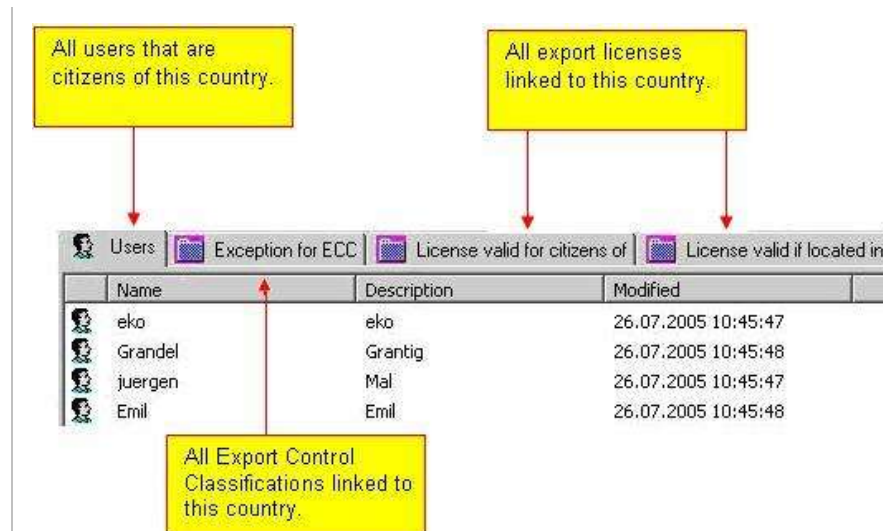 All users that are
citizens of this country.
All export licenses
linked to this country.
Users Exception for ECC License valid for citizens of License valid if located in
Name Description Modified
eko eko 26.07.2005 10:45:47
Grandel Grantig 26.07.2005 10:45:48
juergen Mal 26.07.2005 10:45:47
Emil Emil 26.07.2005 10:45:48
All Export Control
Classifications linked to
this country.